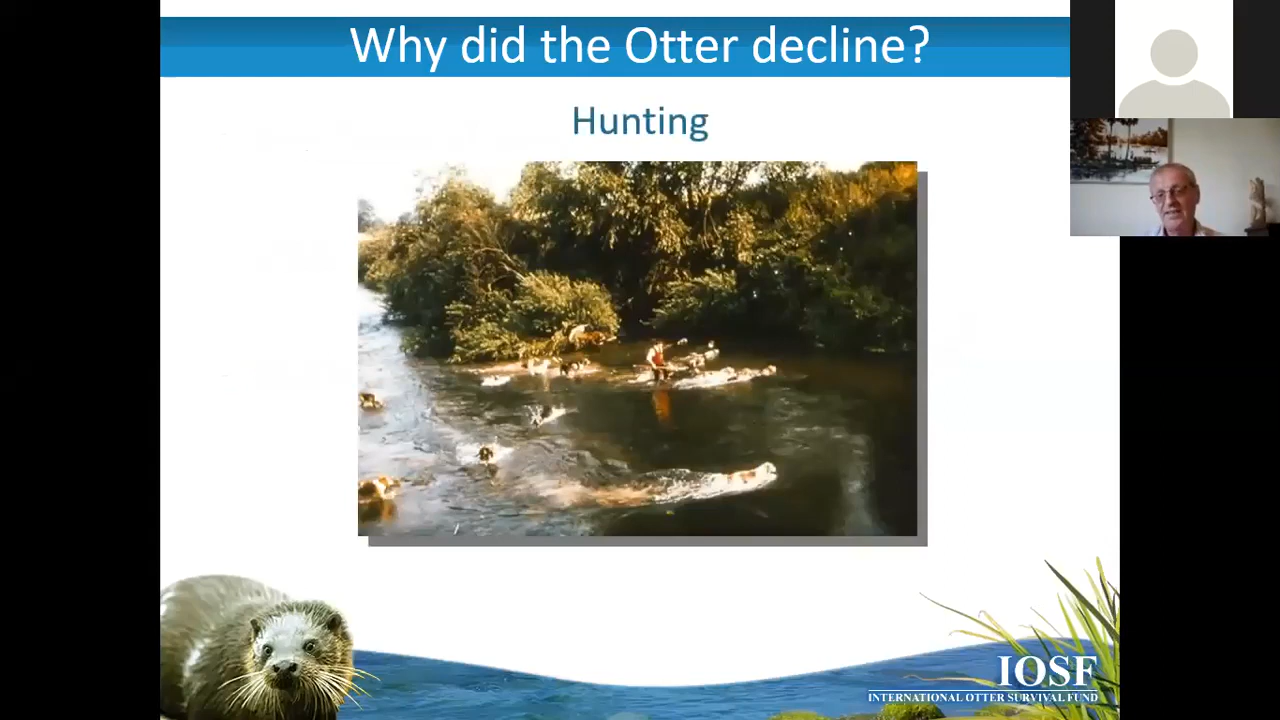 Why did the Otter decline?
Hunting
IOSF
INTERNATIONAL OTTER SURVIVAL FUND